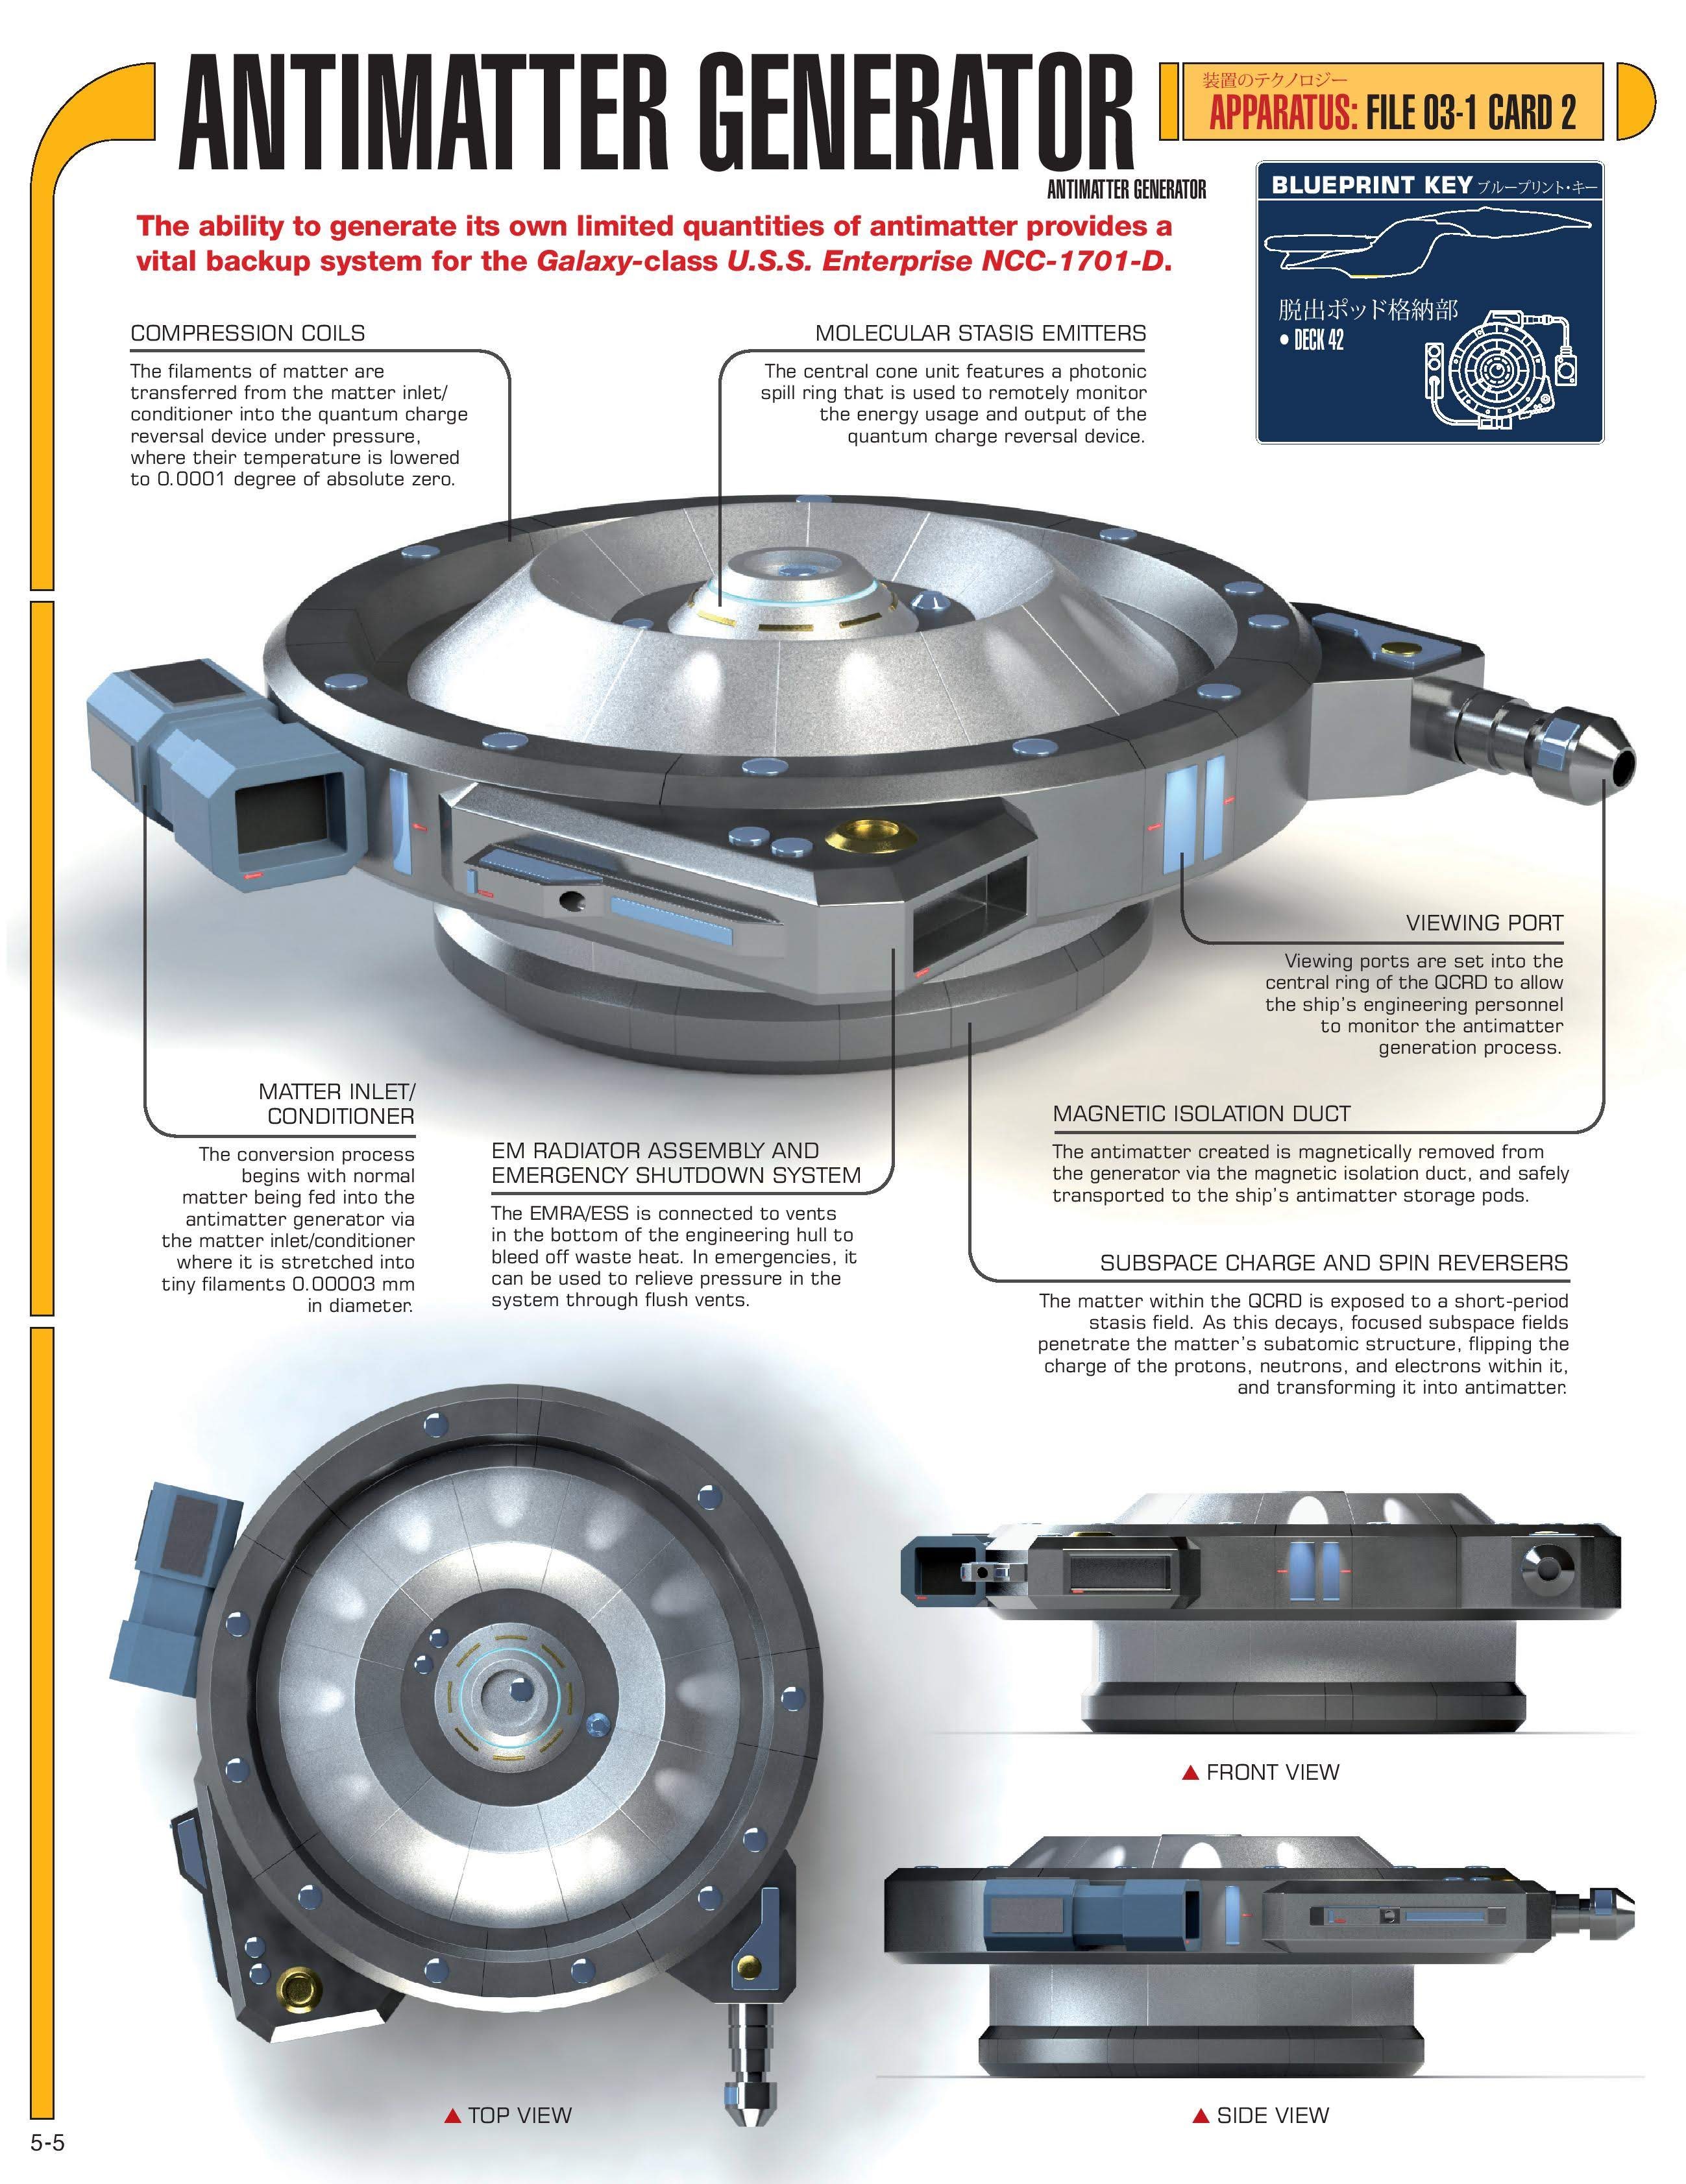 ANTIMATTER GENERATOR
ANTIMATTER GENERATOR
装置のテクノロジー
APPARATUS: FILE 03-1 CARD 2
The ability to generate its own limited quantities of antimatter provides a
vital backup system for the Galaxy-class U.S.S. Enterprise NCC-1701-D.
BLUEPRINT KEY ブループリント・キー
脱出ポッド格納部
• DECK 42
COMPRESSION COILS
The filaments of matter are
transferred from the matter inlet/
conditioner into the quantum charge
reversal device under pressure,
where their temperature is lowered
to 0.0001 degree of absolute zero.
MOLECULAR STASIS EMITTERS
The central cone unit features a photonic
spill ring that is used to remotely monitor
the energy usage and output of the
quantum charge reversal device.
VIEWING PORT
Viewing ports are set into the
central ring of the QCRD to allow
the ship's engineering personnel
to monitor the antimatter
generation process.
MATTER INLET/
CONDITIONER
The conversion process
begins with normal
matter being fed into the
antimatter generator via
the matter inlet/conditioner
where it is stretched into
tiny filaments 0.00003 mm
in diameter.
EM RADIATOR ASSEMBLY AND
EMERGENCY SHUTDOWN SYSTEM
The EMRA/ESS is connected to vents
in the bottom of the engineering hull to
bleed off waste heat. In emergencies, it
can be used to relieve pressure in the
system through flush vents.
MAGNETIC ISOLATION DUCT
The antimatter created is magnetically removed from
the generator via the magnetic isolation duct, and safely
transported to the ship's antimatter storage pods.
SUBSPACE CHARGE AND SPIN REVERSERS
The matter within the QCRD is exposed to a short-period
stasis field. As this decays, focused subspace fields
penetrate the matter's subatomic structure, flipping the
charge of the protons, neutrons, and electrons within it,
and transforming it into antimatter.
▲ FRONT VIEW
▲ TOP VIEW
▲ SIDE VIEW
5-5